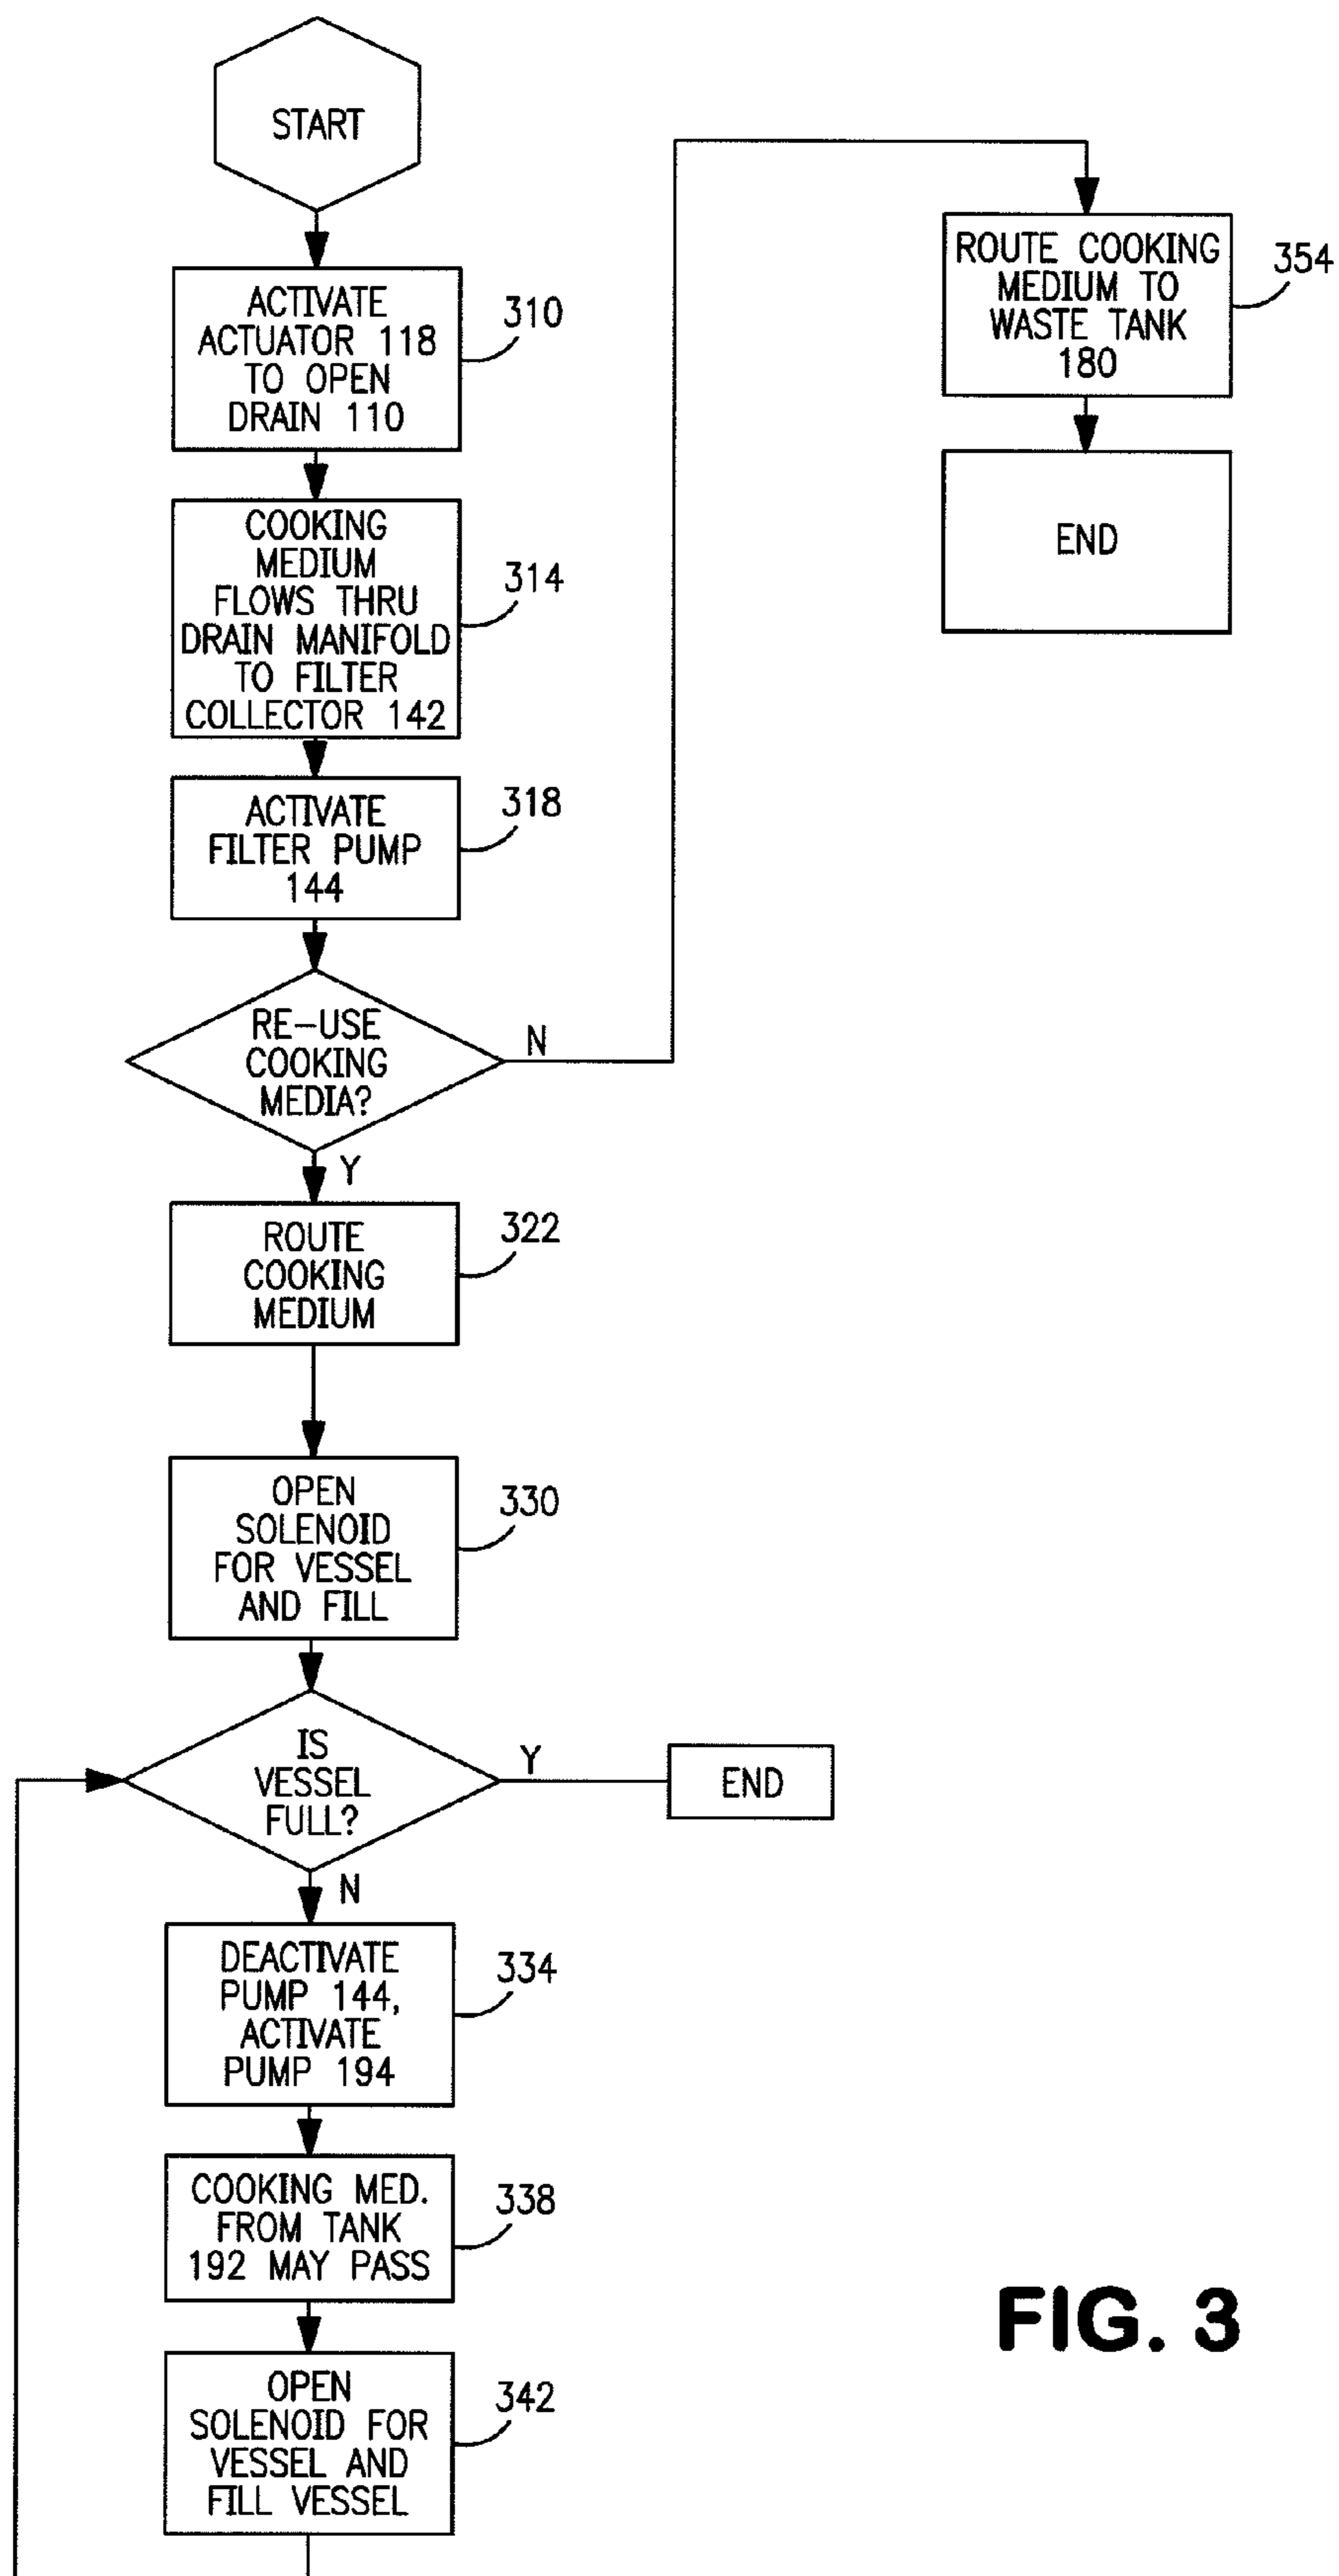 START
ACTIVATE
ACTUATOR 118
TO OPEN
DRAIN 110
310
COOKING
MEDIUM
FLOWS THRU
DRAIN MANIFOLD
TO FILTER
COLLECTOR 142
314
ACTIVATE
FILTER PUMP
144
318
RE-USE
COOKING
MEDIA?
N
Y
ROUTE COOKING
MEDIUM TO
WASTE TANK
180
354
END
ROUTE
COOKING
MEDIUM
322
OPEN
SOLENOID
FOR VESSEL
AND FILL
330
IS
VESSEL
FULL?
Y
END
N
DEACTIVATE
PUMP 144,
ACTIVATE
PUMP 194
334
COOKING MED.
FROM TANK
192 MAY PASS
338
OPEN
SOLENOID FOR
VESSEL AND
FILL VESSEL
342
FIG. 3